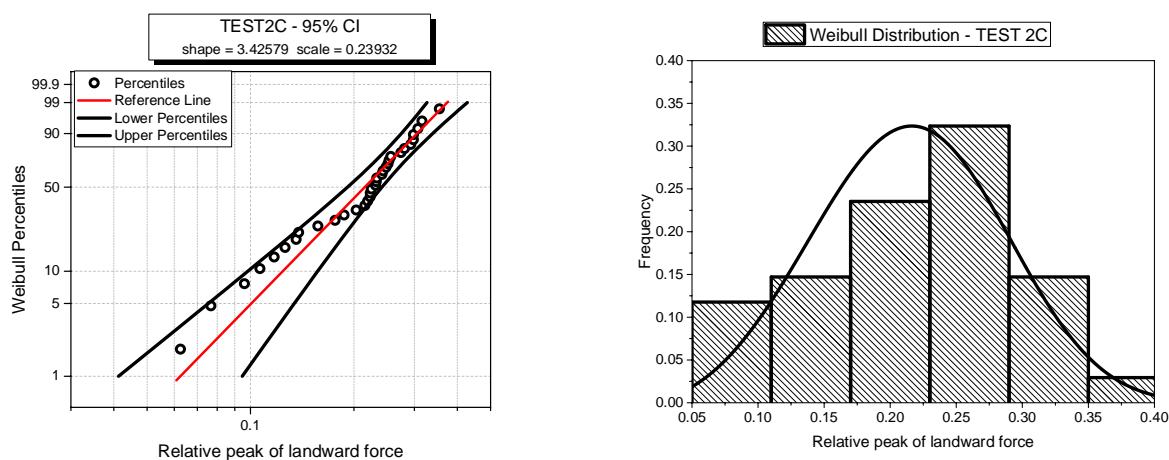 TEST2C - 95% CI
shape = 3.42579 scale = 0.23932
Percentiles
Reference Line
Lower Percentiles
Upper Percentiles
99.9
99
90
50
10
5
1
Weibull Percentiles
0.1
Relative peak of landward force
Weibull Distribution - TEST 2C
0.40
0.35
0.30
0.25
0.20
0.15
0.10
0.05
0.00
Frequency
0.05 0.10 0.15 0.20 0.25 0.30 0.35 0.40
Relative peak of landward force